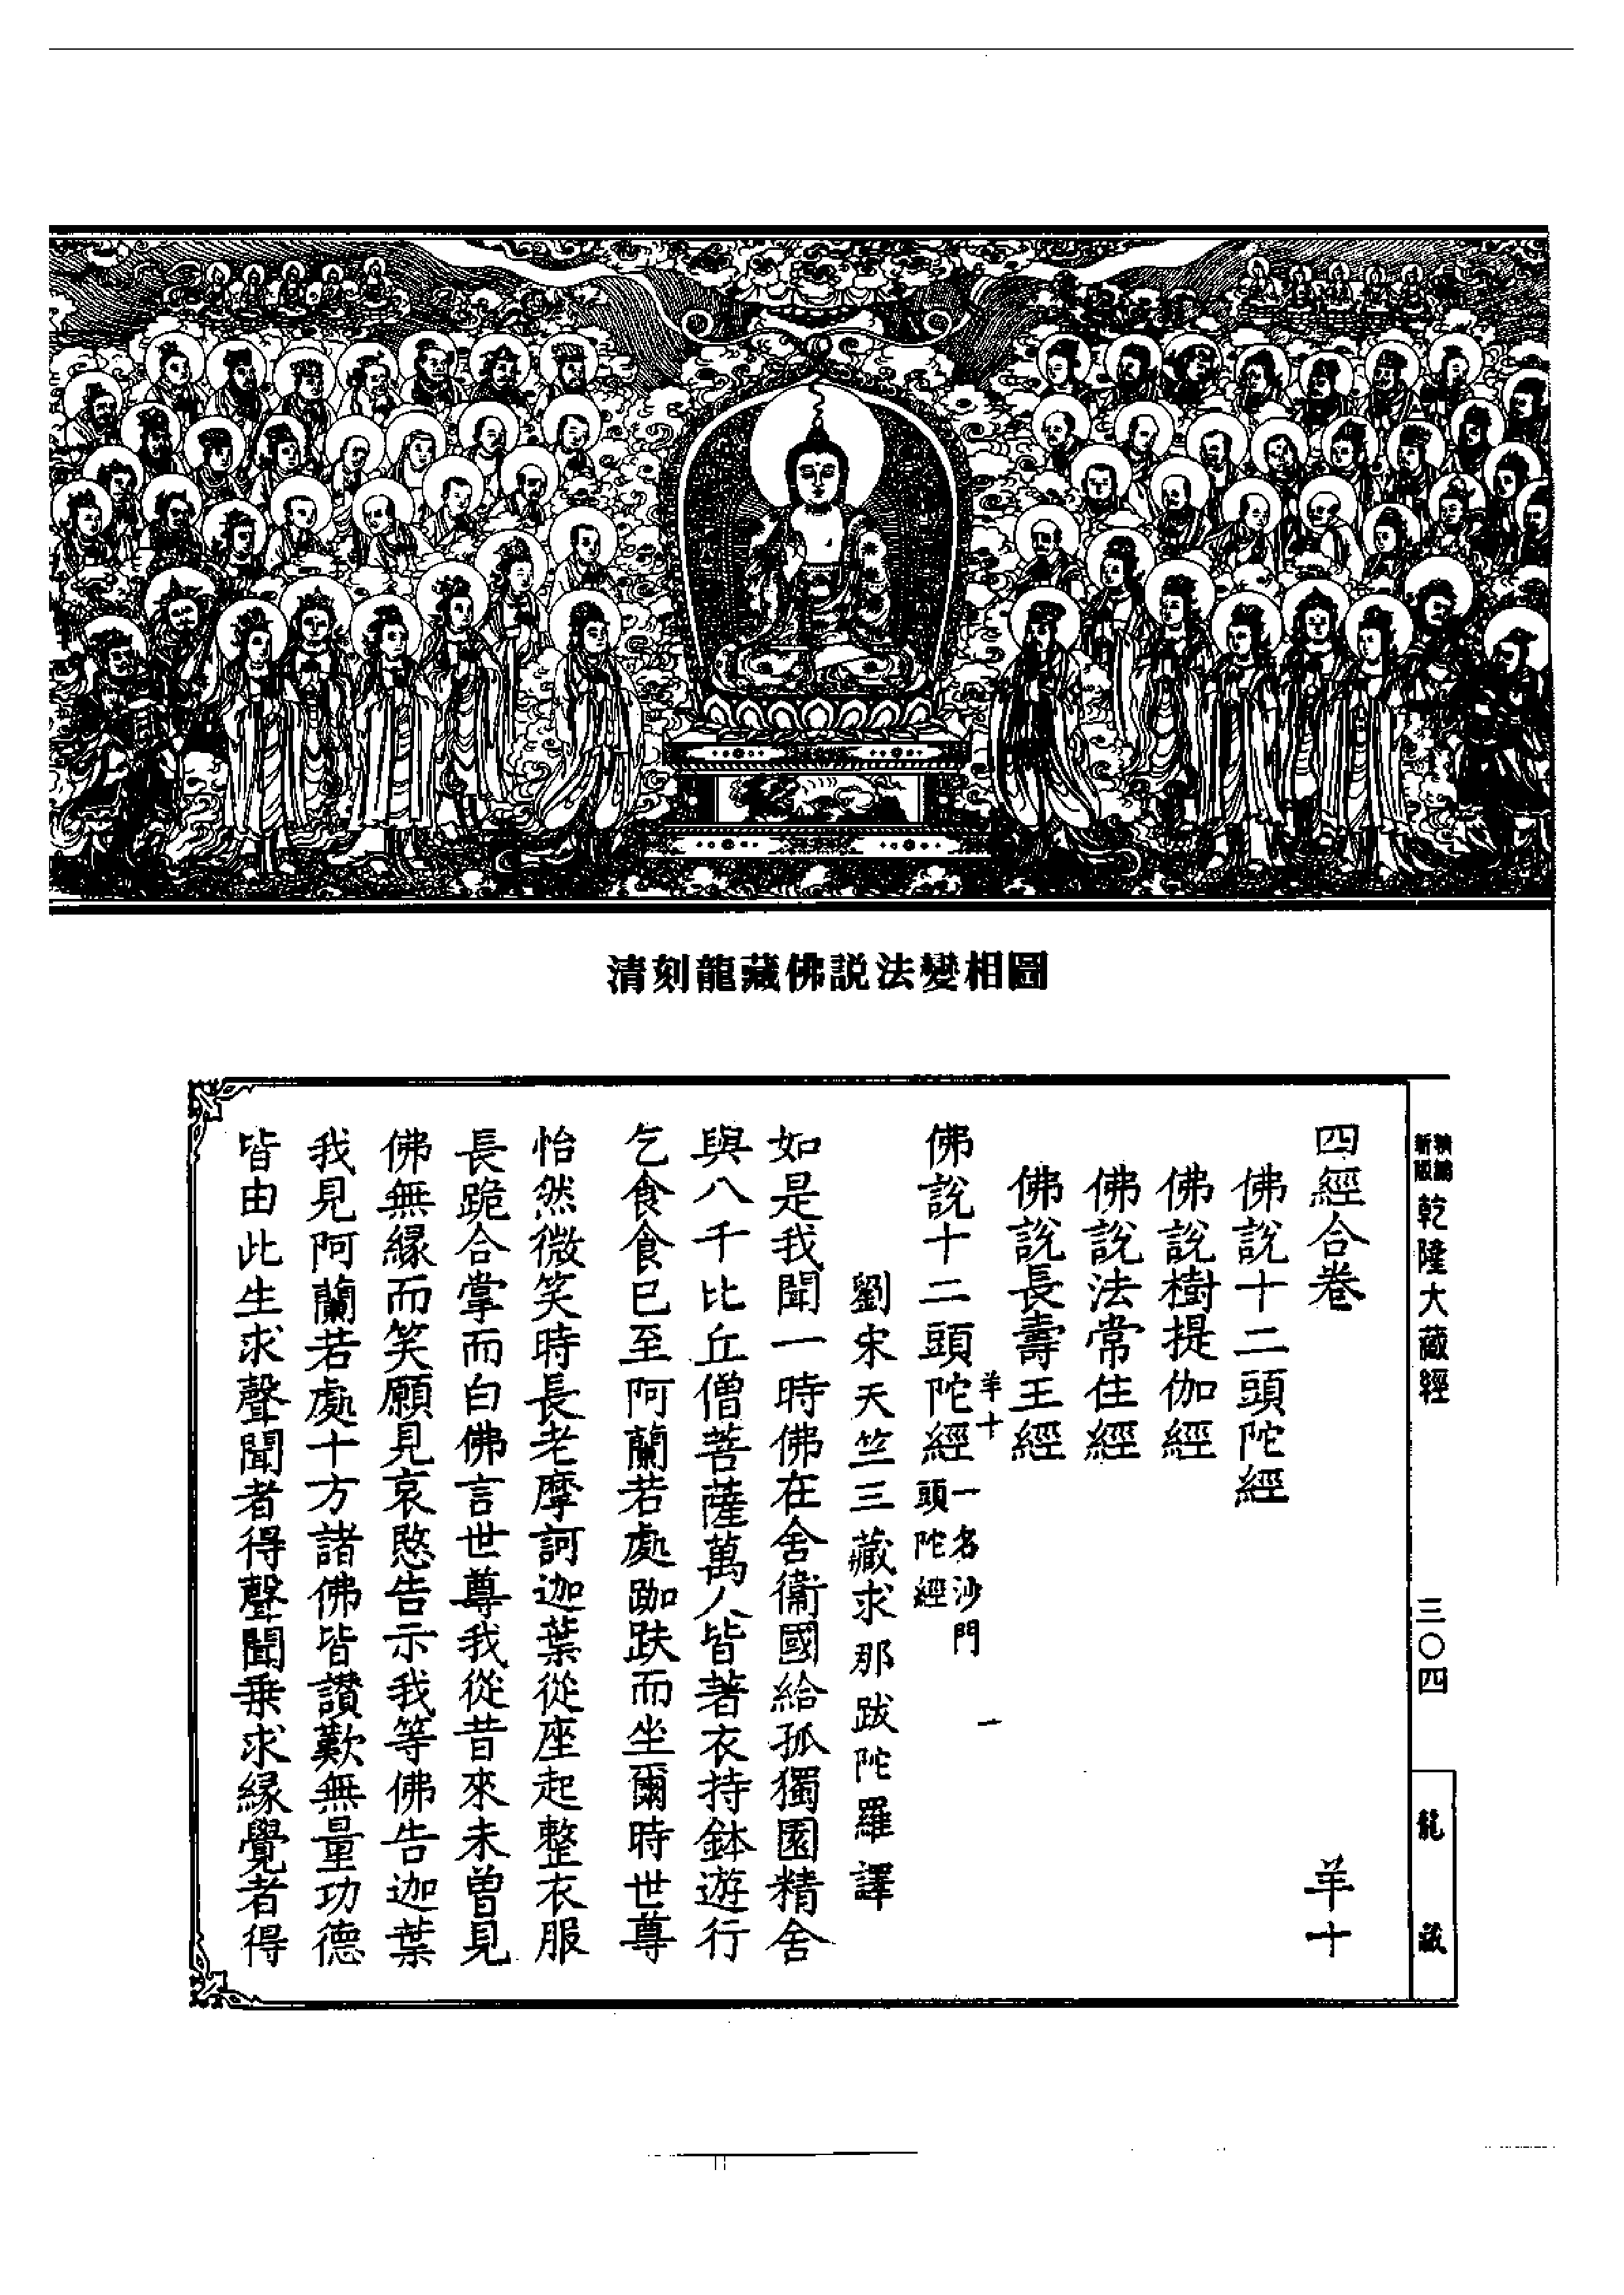 清刻龍藏佛説法變相圖
新版
精編
乾隆大藏經
三〇四
龍藏
四經合卷 羊十
佛說十二頭陀經
佛說樹提伽經
佛說法常住經
佛說長壽王經
羊十 一
佛說十二頭陀經 一名沙門頭陀經
劉宋天竺三藏求那跋陀羅譯
如是我聞一時佛在舍衞國給孤獨園精舍
與八千比丘僧菩薩萬人皆著衣持鉢遊行
乞食食已至阿蘭若處跏趺而坐爾時世尊
怡然微笑時長老摩訶迦葉從座起整衣服
長跪合掌而白佛言世尊我從昔來未曾見
佛無緣而笑願見哀愍告示我等佛告迦葉
我見阿蘭若處十方諸佛皆讃歎無量功德
皆由此生求聲聞者得聲聞乗求緣覺者得